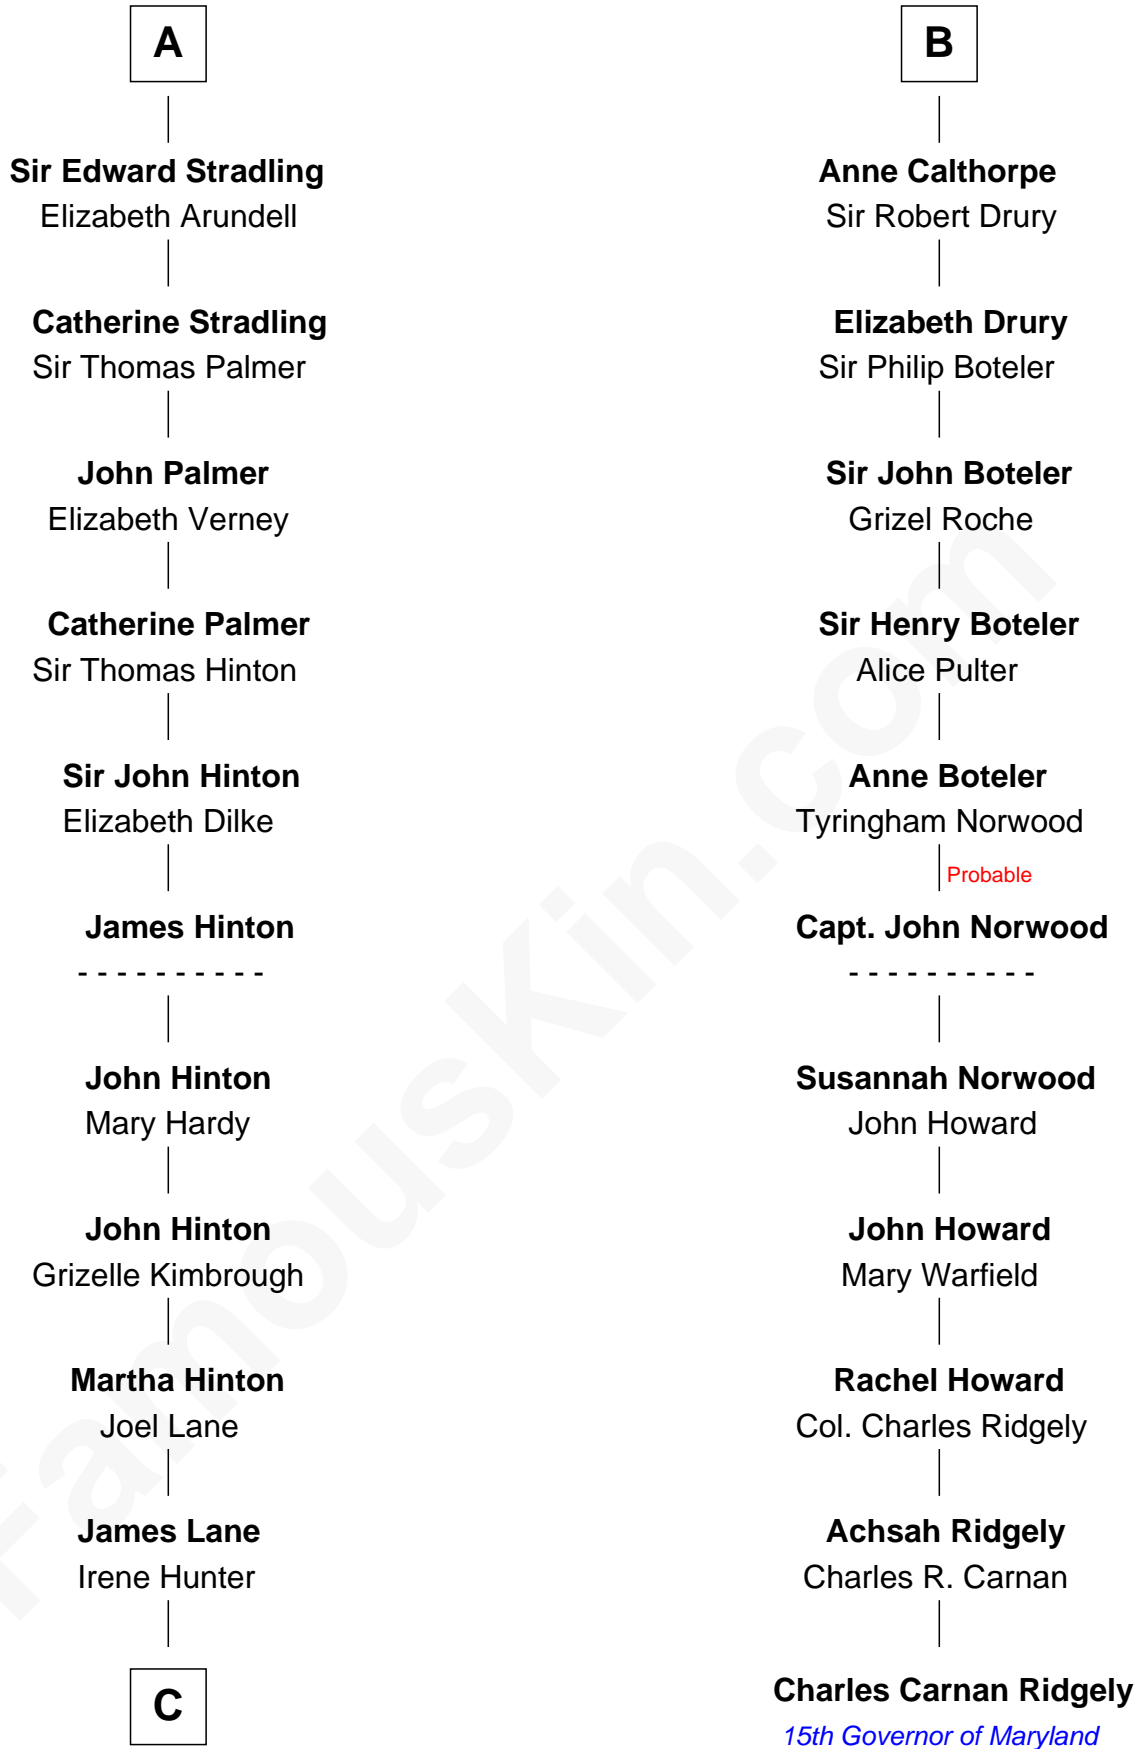 A
Sir Edward Stradling
Elizabeth Arundell
Catherine Stradling
Sir Thomas Palmer
John Palmer
Elizabeth Verney
Catherine Palmer
Sir Thomas Hinton
Sir John Hinton
Elizabeth Dilke
James Hinton
- - - - - - - - - -
John Hinton
Mary Hardy
John Hinton
Grizelle Kimbrough
Martha Hinton
Joel Lane
James Lane
Irene Hunter
C
B
Anne Calthorpe
Sir Robert Drury
Elizabeth Drury
Sir Philip Boteler
Sir John Boteler
Grizel Roche
Sir Henry Boteler
Alice Pulter
Anne Boteler
Tyringham Norwood
Probable
Capt. John Norwood
- - - - - - - - - -
Susannah Norwood
John Howard
John Howard
Mary Warfield
Rachel Howard
Col. Charles Ridgely
Achsah Ridgely
Charles R. Carnan
Charles Carnan Ridgely
15th Governor of Maryland
FamousKin.com